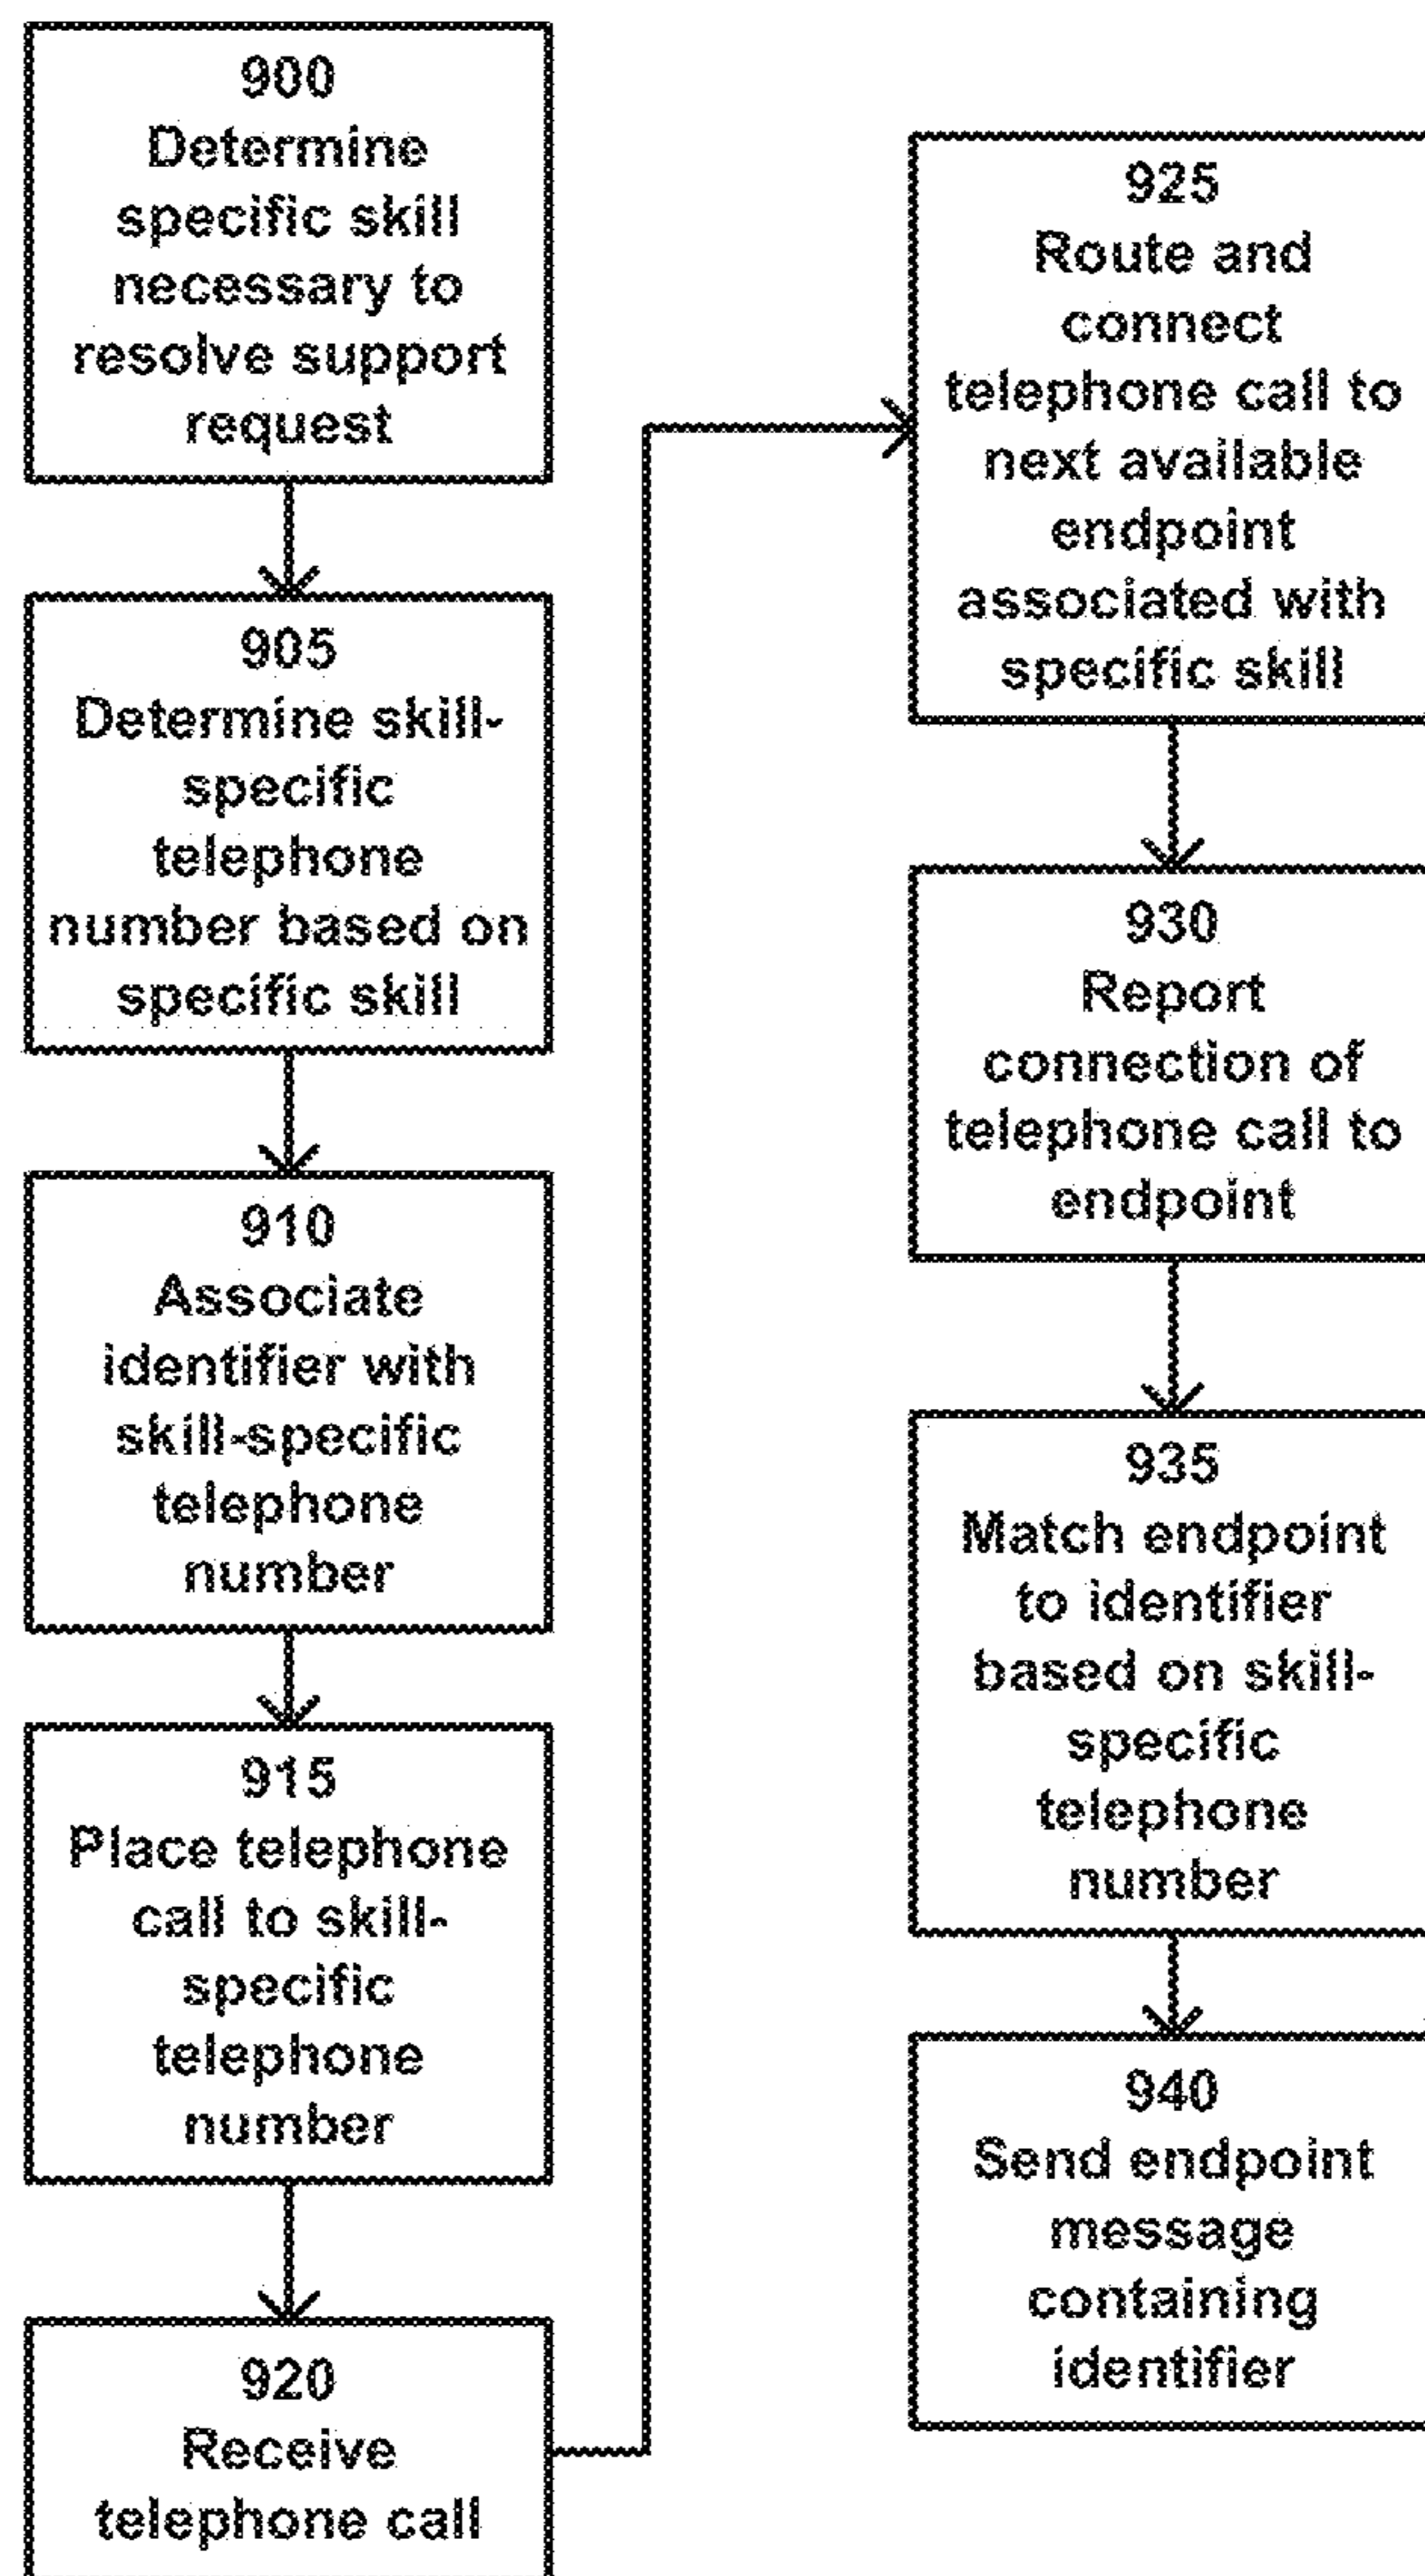 900
Determine
specific skill
necessary to
resolve support
request
905
Determine skill-
specific
telephone
number based on
specific skill
910
Associate
identifier with
skill-specific
telephone
number
915
Place telephone
call to skill-
specific
telephone
number
920
Receive
telephone call
925
Route and
connect
telephone call to
next available
endpoint
associated with
specific skill
930
Report
connection of
telephone call to
endpoint
935
Match endpoint
to identifier
based on skill-
specific
telephone
number
940
Send endpoint
message
containing
identifier